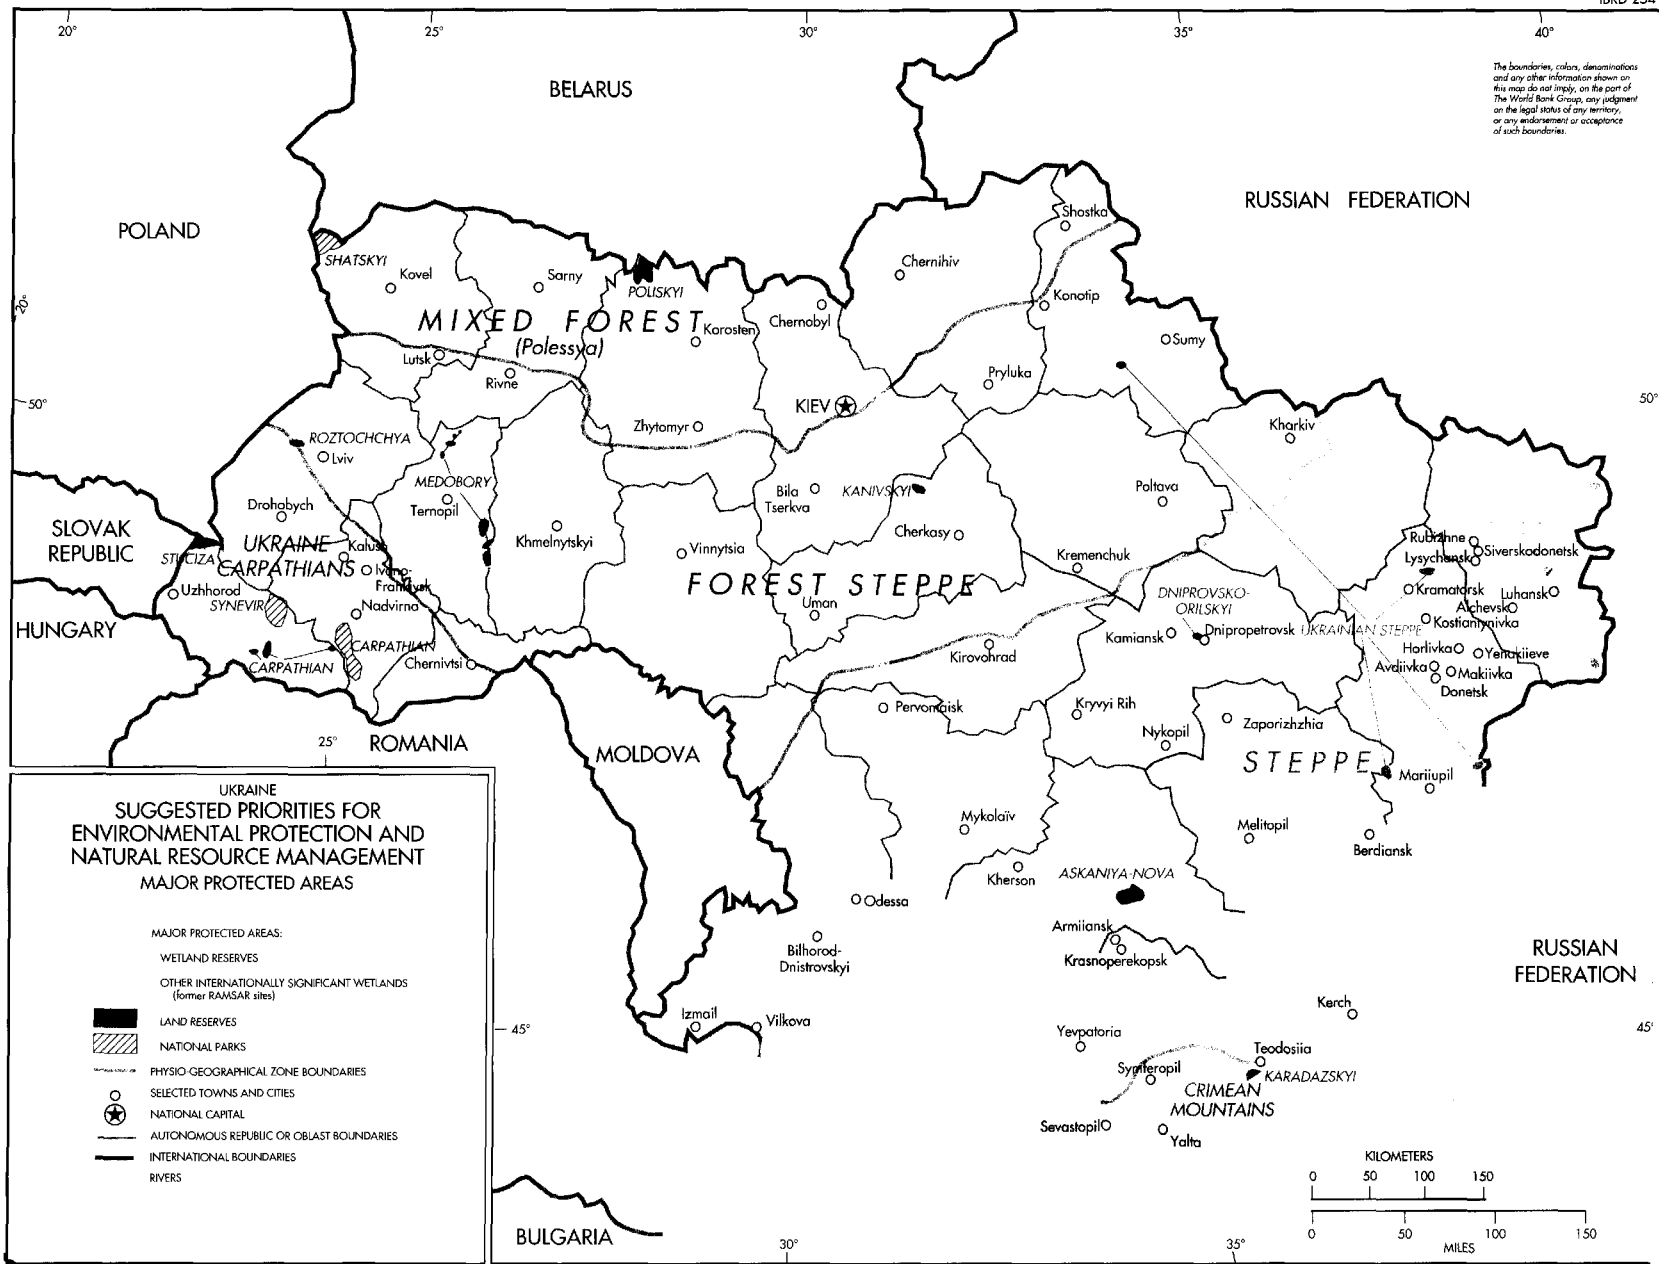 20°
25°
30°
35°
40°
BELARUS
The boundaries, colors, denominations
and any other information shown on
this map do not imply, on the part of
The World Bank Group, any judgment
on the legal status of any territory,
or any endorsement or acceptance
of such boundaries.
RUSSIAN FEDERATION
POLAND
Shostka
SHATSKYI
Kovel
Sarny
POLISKYI
Chernihiv
20°
MIXED FOREST
(Polessya)
Korosten
Chernobyl
Konotip
Sumy
Lutsk
Rivne
Pryluka
50°
KIEV
50°
Zhytomyr
Kharkiv
ROZTOCHCHYA
Lviv
MEDOBORY
Ternopil
Bila
Tserkva
KANIVSKYI
Poltava
Drohobych
SLOVAK
REPUBLIC
STUCIZA
UKRAINE
CARPATHIANS
Kalush
Ivano-
Frankivsk
Khmelnytskyi
Vinnytsia
Cherkasy
Kremenchuk
Rubizhne
Lysychansk
Siverskodonetsk
FOREST STEPPE
Uzhhorod
SYNEVIR
Nadvirna
Uman
DNIPROVSKO-
ORILSKYI
Kramatorsk
Luhansk
Alchevsk
Kostiantynivka
HUNGARY
CARPATHIAN
CARPATHIAN
Chernivtsi
Kirovohrad
Kamiansk
Dnipropetrovsk
UKRAINIAN STEPPE
Horlivka
Yenakiieve
Avdiivka
Makiivka
Donetsk
Pervomaisk
Kryvyi Rih
Nykopil
Zaporizhzhia
25°
ROMANIA
MOLDOVA
STEPPE
Mariiupil
UKRAINE
SUGGESTED PRIORITIES FOR
ENVIRONMENTAL PROTECTION AND
NATURAL RESOURCE MANAGEMENT
MAJOR PROTECTED AREAS
Mykolaïv
Melitopil
Berdiansk
Kherson
ASKANIYA-NOVA
Odessa
MAJOR PROTECTED AREAS:
WETLAND RESERVES
OTHER INTERNATIONALLY SIGNIFICANT WETLANDS
(former RAMSAR sites)
LAND RESERVES
NATIONAL PARKS
PHYSIO-GEOGRAPHICAL ZONE BOUNDARIES
SELECTED TOWNS AND CITIES
NATIONAL CAPITAL
AUTONOMOUS REPUBLIC OR OBLAST BOUNDARIES
INTERNATIONAL BOUNDARIES
RIVERS
Bilhorod-
Dnistrovskyi
Armiiansk
Krasnoperekopsk
RUSSIAN
FEDERATION
Izmail
Vilkova
45°
Kerch
45°
Yevpatoria
Teodosiia
Symferopil
KARADAZSKYI
CRIMEAN
MOUNTAINS
Sevastopil
Yalta
KILOMETERS
0 50 100 150
0 50 100 150
MILES
BULGARIA
30°
35°